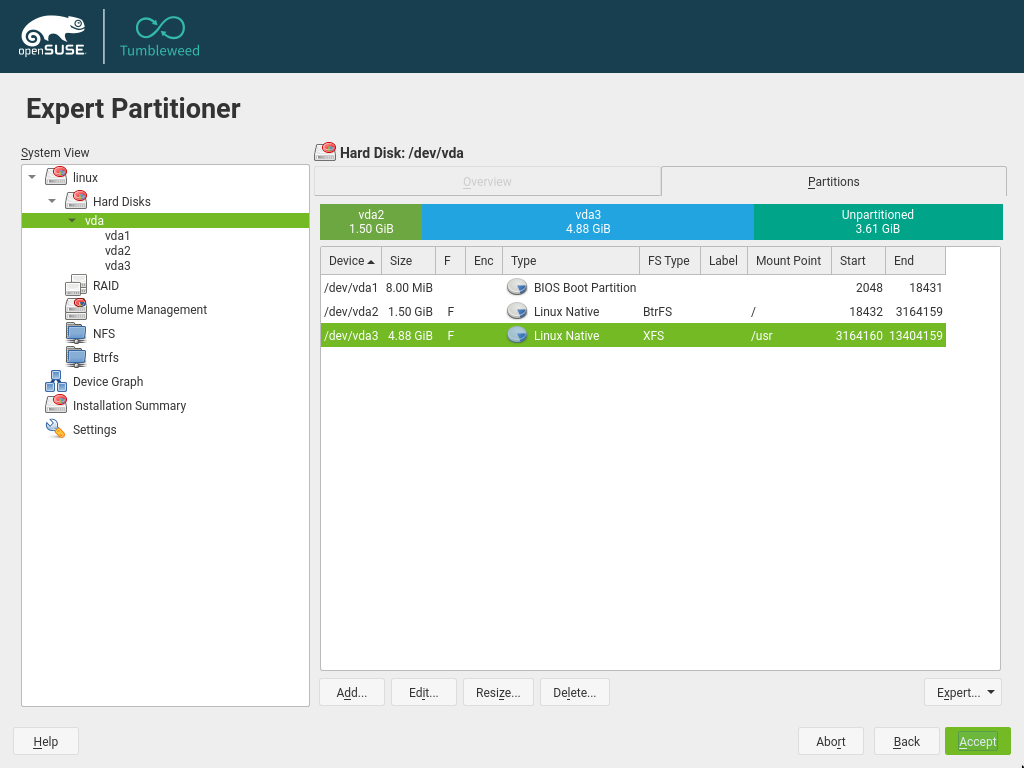 openSUSE
Tumbleweed
Expert Partitioner
System View
linux
Hard Disks
vda
vda1
vda2
vda3
RAID
Volume Management
NFS
Btrfs
Device Graph
Installation Summary
Settings
Hard Disk: /dev/vda
Overview Partitions
vda2 vda3 Unpartitioned
1.50 GiB 4.88 GiB 3.61 GiB
Device Size F Enc Type FS Type Label Mount Point Start End
/dev/vda1 8.00 MiB BIOS Boot Partition 2048 18431
/dev/vda2 1.50 GiB F Linux Native BtrFS / 18432 3164159
/dev/vda3 4.88 GiB F Linux Native XFS /usr 3164160 13404159
Add... Edit... Resize... Delete... Expert...
Help Abort Back Accept